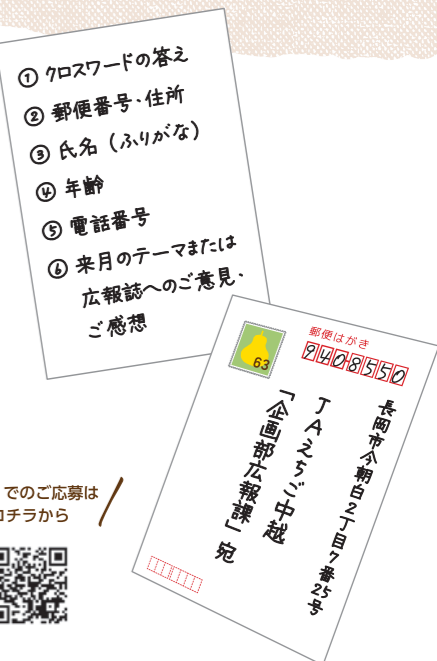 ① クロスワードの答え
② 郵便番号・住所
③ 氏名（ふりがな）
④ 年齢
⑤ 電話番号
⑥ 来月のテーマまたは
広報誌へのご意見、
ご感想
郵便はがき
63
9408550
長岡市今朝白2丁目7番25号
JAえちご中越
「企画部広報課」宛
でのご応募は
コチラから